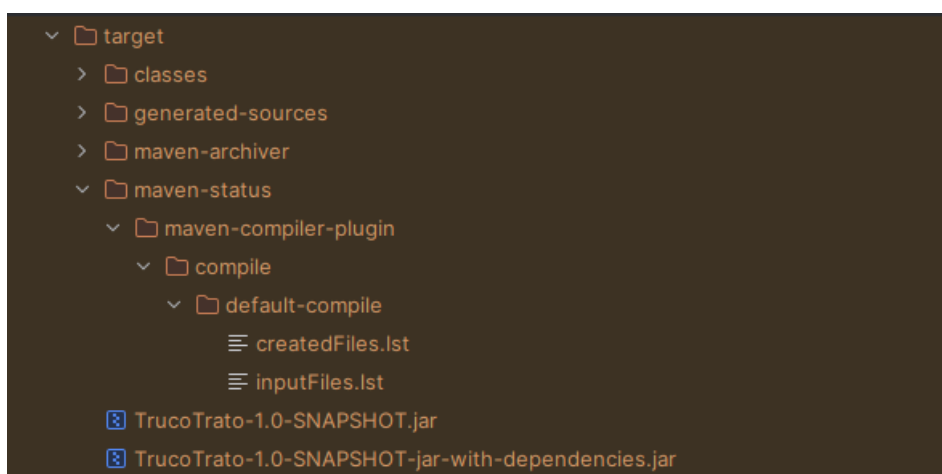 target
classes
generated-sources
maven-archiver
maven-status
maven-compiler-plugin
compile
default-compile
createdFiles.lst
inputFiles.lst
TrucoTrato-1.0-SNAPSHOT.jar
TrucoTrato-1.0-SNAPSHOT-jar-with-dependencies.jar